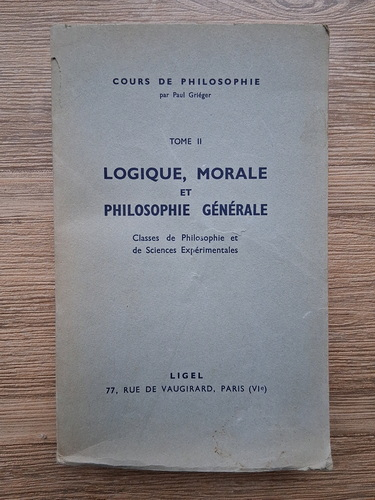 COURS DE PHILOSOPHIE
par Paul Griéger
TOME II
LOGIQUE, MORALE
ET
PHILOSOPHIE GÉNÉRALE
Classes de Philosophie et
de Sciences Expérimentales
LIGEL
77, RUE DE VAUGIRARD, PARIS (VIe)